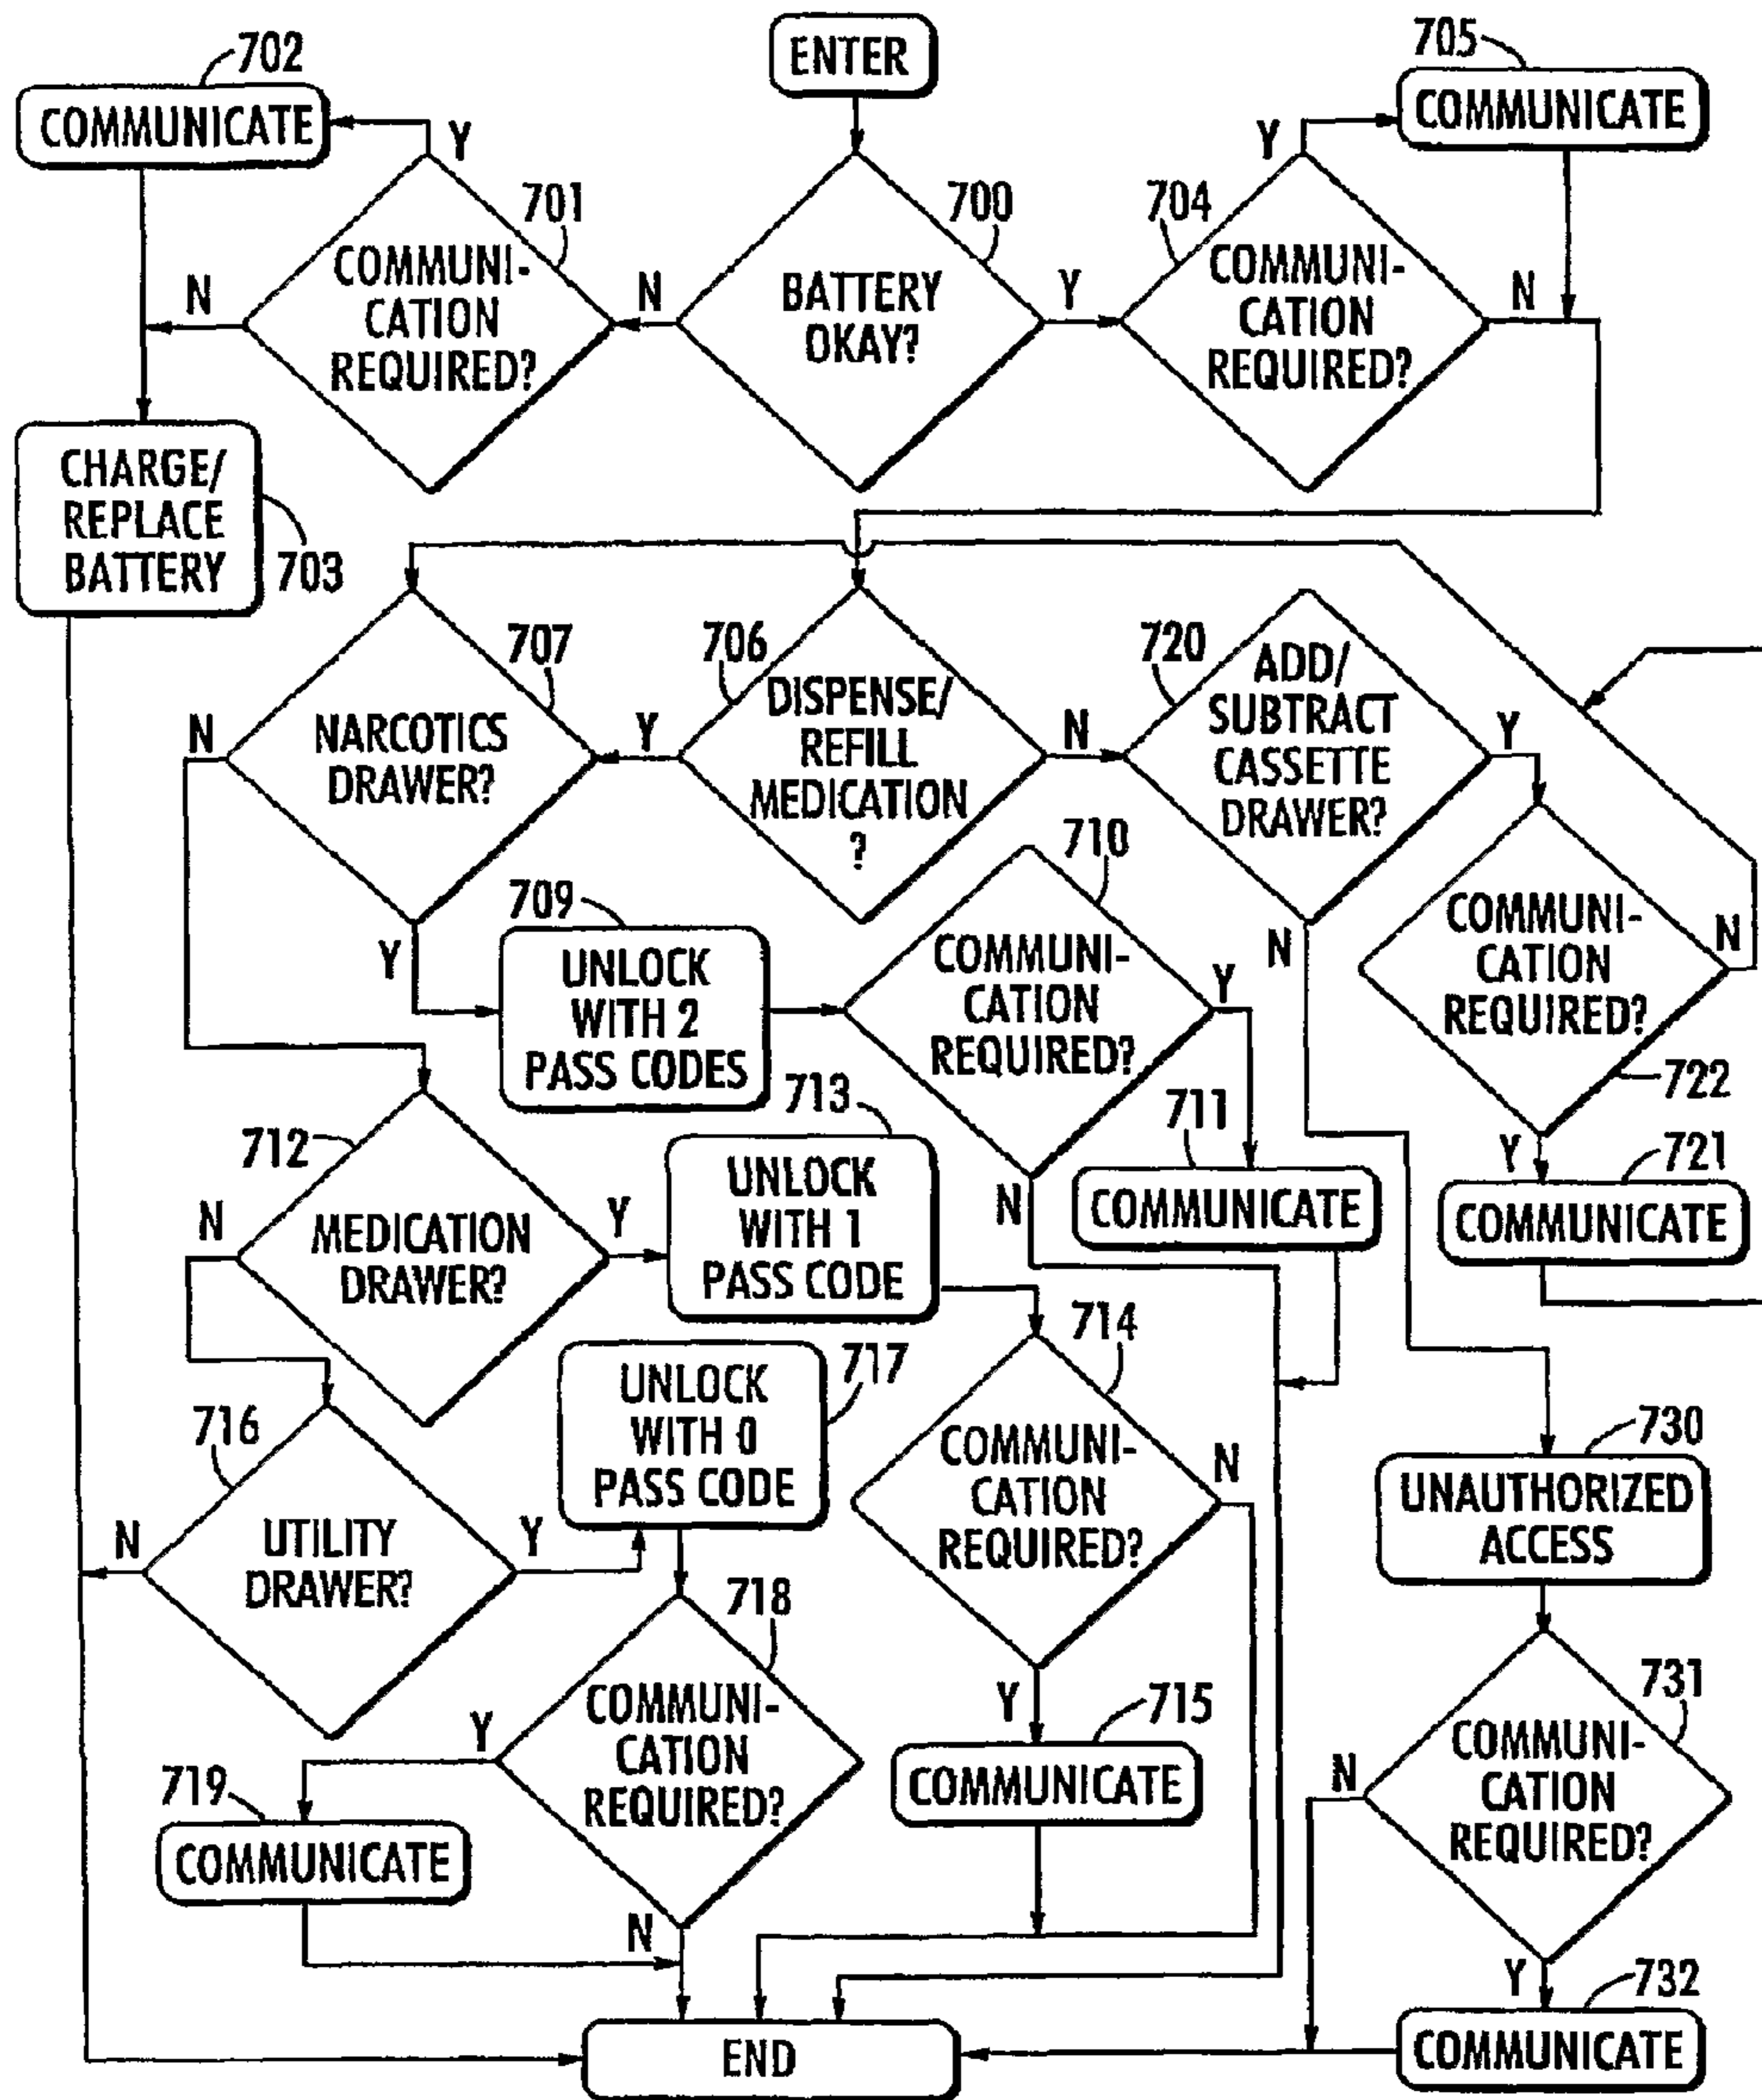 702
ENTER
705
COMMUNICATE
COMMUNICATE
Y
Y
701
700
704
COMMUNI-
CATION
REQUIRED?
N
N
BATTERY
OKAY?
Y
COMMUNI-
CATION
REQUIRED?
N
CHARGE/
REPLACE
BATTERY
703
707
706
720
N
NARCOTICS
DRAWER?
Y
DISPENSE/
REFILL
MEDICATION
?
N
ADD/
SUBTRACT
CASSETTE
DRAWER?
Y
710
709
Y
UNLOCK
WITH 2
PASS CODES
COMMUNI-
CATION
REQUIRED?
Y
N
COMMUNI-
CATION
REQUIRED?
N
722
713
711
712
Y
721
N
MEDICATION
DRAWER?
Y
UNLOCK
WITH 1
PASS CODE
N
COMMUNICATE
COMMUNICATE
714
717
716
UNLOCK
WITH 0
PASS CODE
COMMUNI-
CATION
REQUIRED?
N
730
UNAUTHORIZED
ACCESS
N
UTILITY
DRAWER?
Y
718
731
Y
COMMUNI-
CATION
REQUIRED?
Y
715
COMMUNICATE
N
COMMUNI-
CATION
REQUIRED?
719
COMMUNICATE
N
Y
732
END
COMMUNICATE